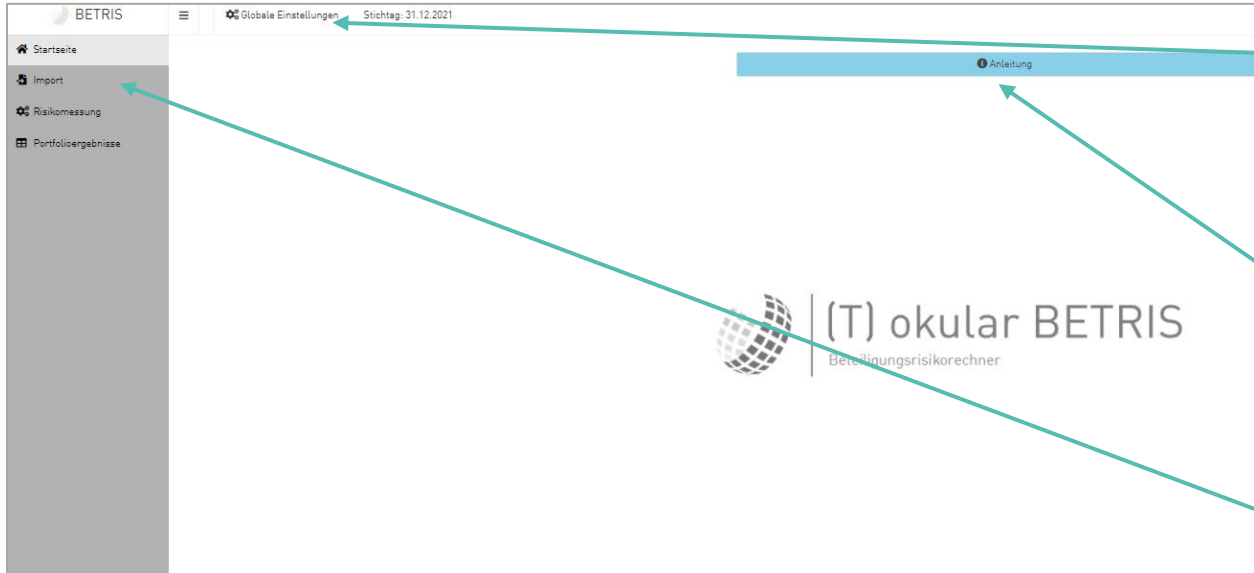 BETRIS
Globale Einstellungen
Stichtag: 31.12.2021
Startseite
Import
Risikomessung
Portfolioergebnisse
Anleitung
(T) okular BETRIS
Beteiligungsrisikorechner